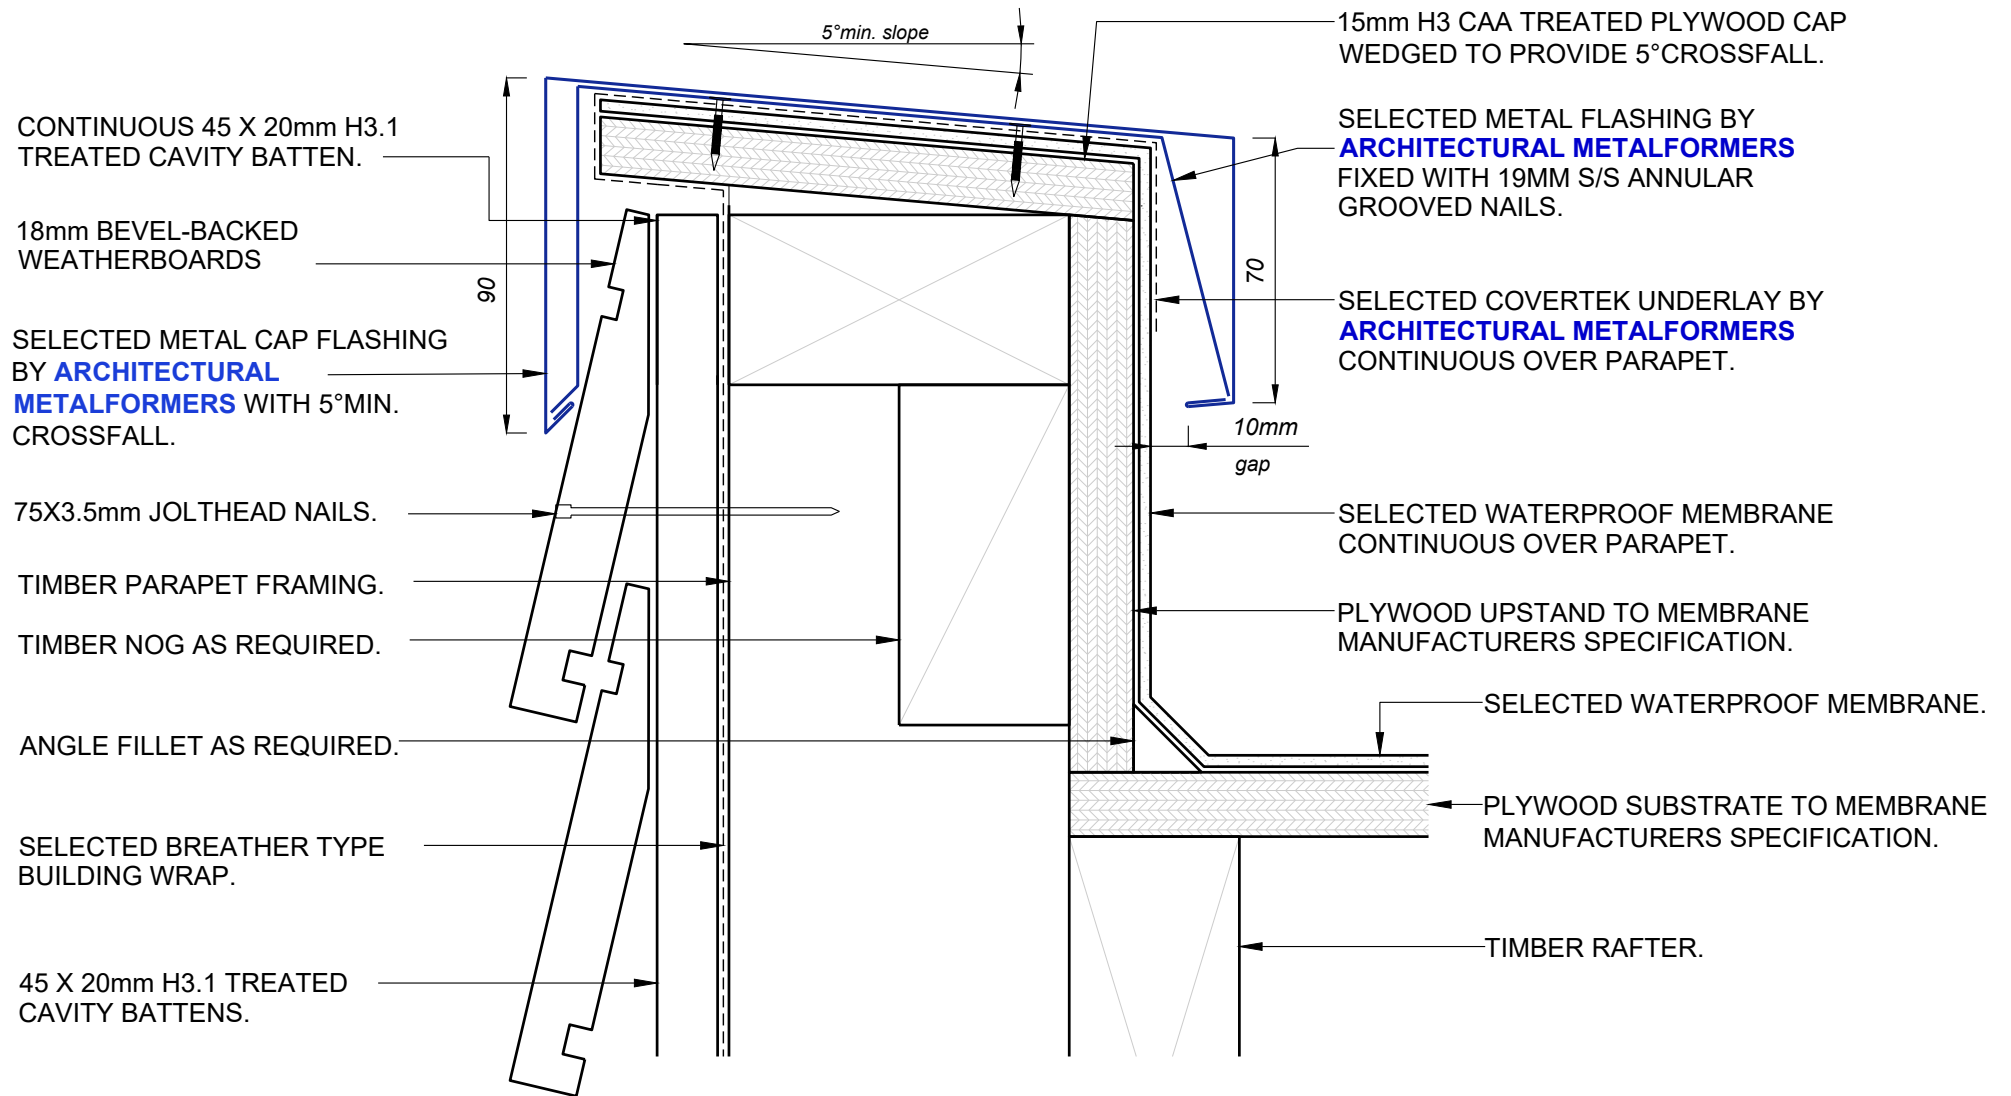 5°min. slope
15mm H3 CAA TREATED PLYWOOD CAP
WEDGED TO PROVIDE 5°CROSSFALL.
CONTINUOUS 45 X 20mm H3.1
TREATED CAVITY BATTEN.
SELECTED METAL FLASHING BY
ARCHITECTURAL METALFORMERS
FIXED WITH 19MM S/S ANNULAR
GROOVED NAILS.
18mm BEVEL-BACKED
WEATHERBOARDS
90
70
SELECTED COVERTEK UNDERLAY BY
ARCHITECTURAL METALFORMERS
CONTINUOUS OVER PARAPET.
SELECTED METAL CAP FLASHING
BY ARCHITECTURAL
METALFORMERS WITH 5°MIN.
CROSSFALL.
10mm
gap
75X3.5mm JOLTHEAD NAILS.
SELECTED WATERPROOF MEMBRANE
CONTINUOUS OVER PARAPET.
TIMBER PARAPET FRAMING.
PLYWOOD UPSTAND TO MEMBRANE
MANUFACTURERS SPECIFICATION.
TIMBER NOG AS REQUIRED.
SELECTED WATERPROOF MEMBRANE.
ANGLE FILLET AS REQUIRED.
PLYWOOD SUBSTRATE TO MEMBRANE
MANUFACTURERS SPECIFICATION.
SELECTED BREATHER TYPE
BUILDING WRAP.
TIMBER RAFTER.
45 X 20mm H3.1 TREATED
CAVITY BATTENS.